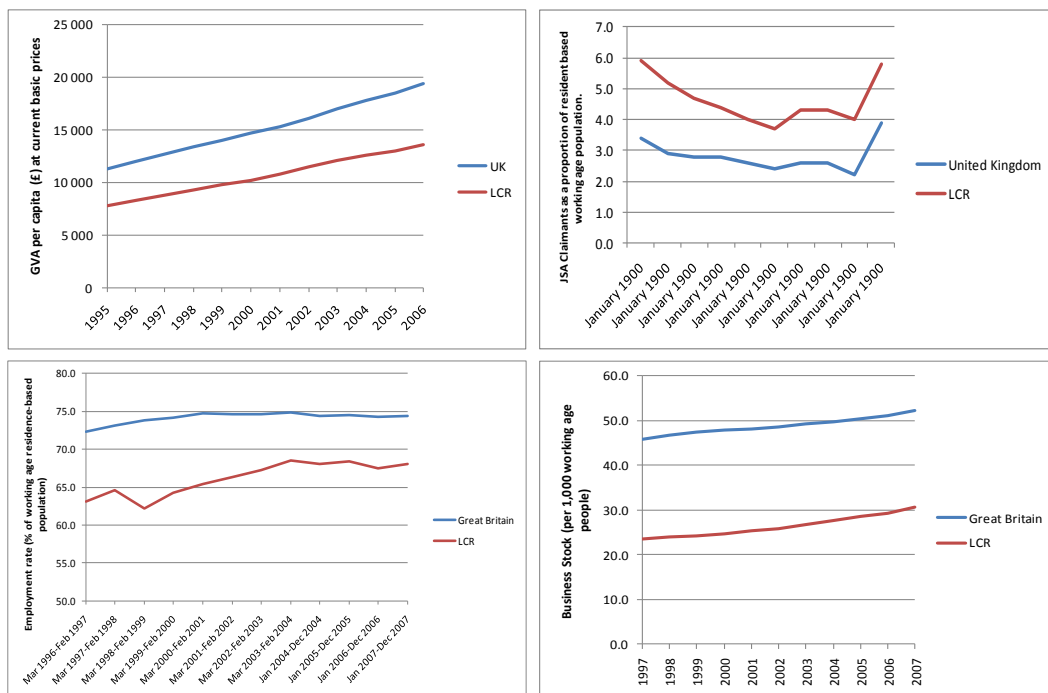 GVA per capita (£) at current basic prices
25 000
20 000
15 000
10 000
5 000
0
1995
1996
1997
1998
1999
2000
2001
2002
2003
2004
2005
2006
UK
LCR
JSA Claimants as a proportion of resident based
working age population.
7.0
6.0
5.0
4.0
3.0
2.0
1.0
0.0
January 1900
January 1900
January 1900
January 1900
January 1900
January 1900
January 1900
January 1900
January 1900
January 1900
United Kingdom
LCR
Employment rate (% of working age residence-based
population)
80.0
75.0
70.0
65.0
60.0
55.0
50.0
Mar 1996-Feb 1997
Mar 1997-Feb 1998
Mar 1998-Feb 1999
Mar 1999-Feb 2000
Mar 2000-Feb 2001
Mar 2001-Feb 2002
Mar 2002-Feb 2003
Mar 2003-Feb 2004
Jan 2004-Dec 2004
Jan 2005-Dec 2005
Jan 2006-Dec 2006
Jan 2007-Dec 2007
Great Britain
LCR
Business Stock (per 1,000 working age
people)
60.0
50.0
40.0
30.0
20.0
10.0
0.0
1997
1998
1999
2000
2001
2002
2003
2004
2005
2006
2007
Great Britain
LCR